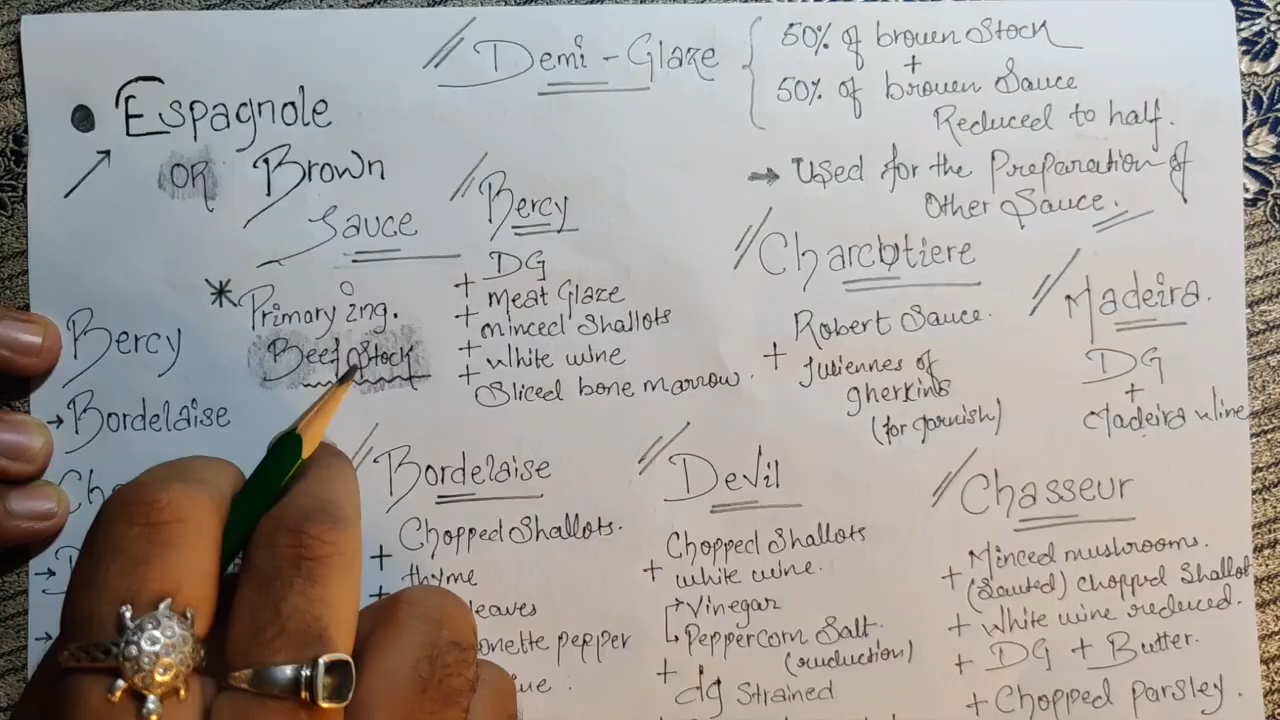 Demi-Glaze
50% of brown Stock
+
50% of brown Sauce
Reduced to half.
→ Used for the Preparation of
Other Sauce.
Espagnole
OR Brown
Sauce
* Primary ing.
Beef Stock
Bercy
→ Bordelaise
Bercy
DG
+ meat Glaze
+ minced Shallots
+ white wine
+ Sliced bone marrow.
Charcutiere
Robert Sauce.
+ Jusiennes of
gherkins
(for garnish)
Madeira.
DG
+
Madeira wine
Bordelaise
Chopped Shallots.
+ thyme
leaves
onette pepper
Devil
Chopped Shallots
+ white wine.
Vinegar
Peppercorn Salt.
(reduction)
+ dg Strained
Chasseur
Minced mushrooms.
+ (Sauted) chopped Shallot
+ White wine reduced.
+ DG + Butter.
+ Chopped parsley.